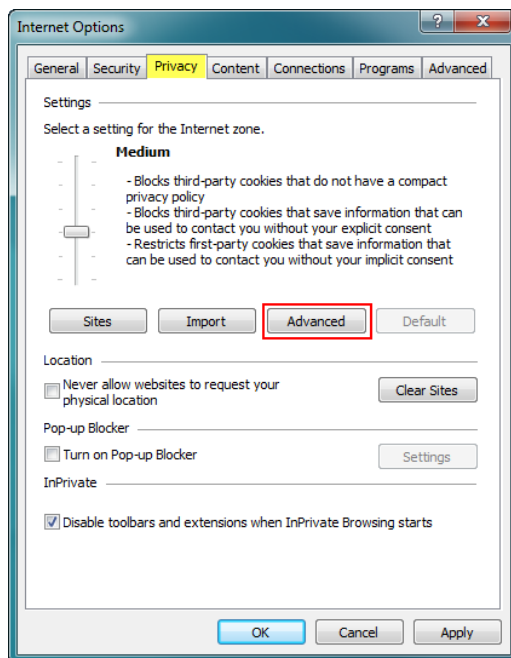 Internet Options
General Security Privacy Content Connections Programs Advanced
Settings
Select a setting for the Internet zone.
Medium
- Blocks third-party cookies that do not have a compact
privacy policy
- Blocks third-party cookies that save information that can
be used to contact you without your explicit consent
- Restricts first-party cookies that save information that
can be used to contact you without your implicit consent
Sites Import Advanced Default
Location
Never allow websites to request your
physical location
Clear Sites
Pop-up Blocker
Turn on Pop-up Blocker Settings
InPrivate
Disable toolbars and extensions when InPrivate Browsing starts
OK Cancel Apply